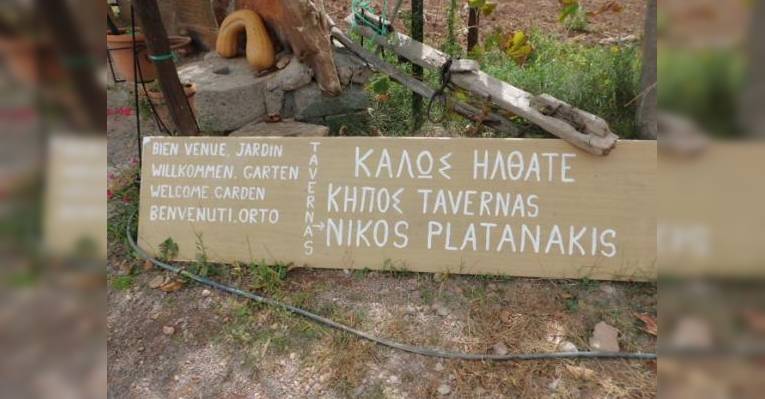 BIEN VENUE, JARDIN
WILLKOMMEN. GARTEN
WELCOME GARDEN
BENVENUTI.ORTO
TAVERNAS
ΚΑΛΩΣ ΗΛΘΑΤΕ
ΚΗΠΟΣ TAVERNAS
→NIKOS PLATANAKIS